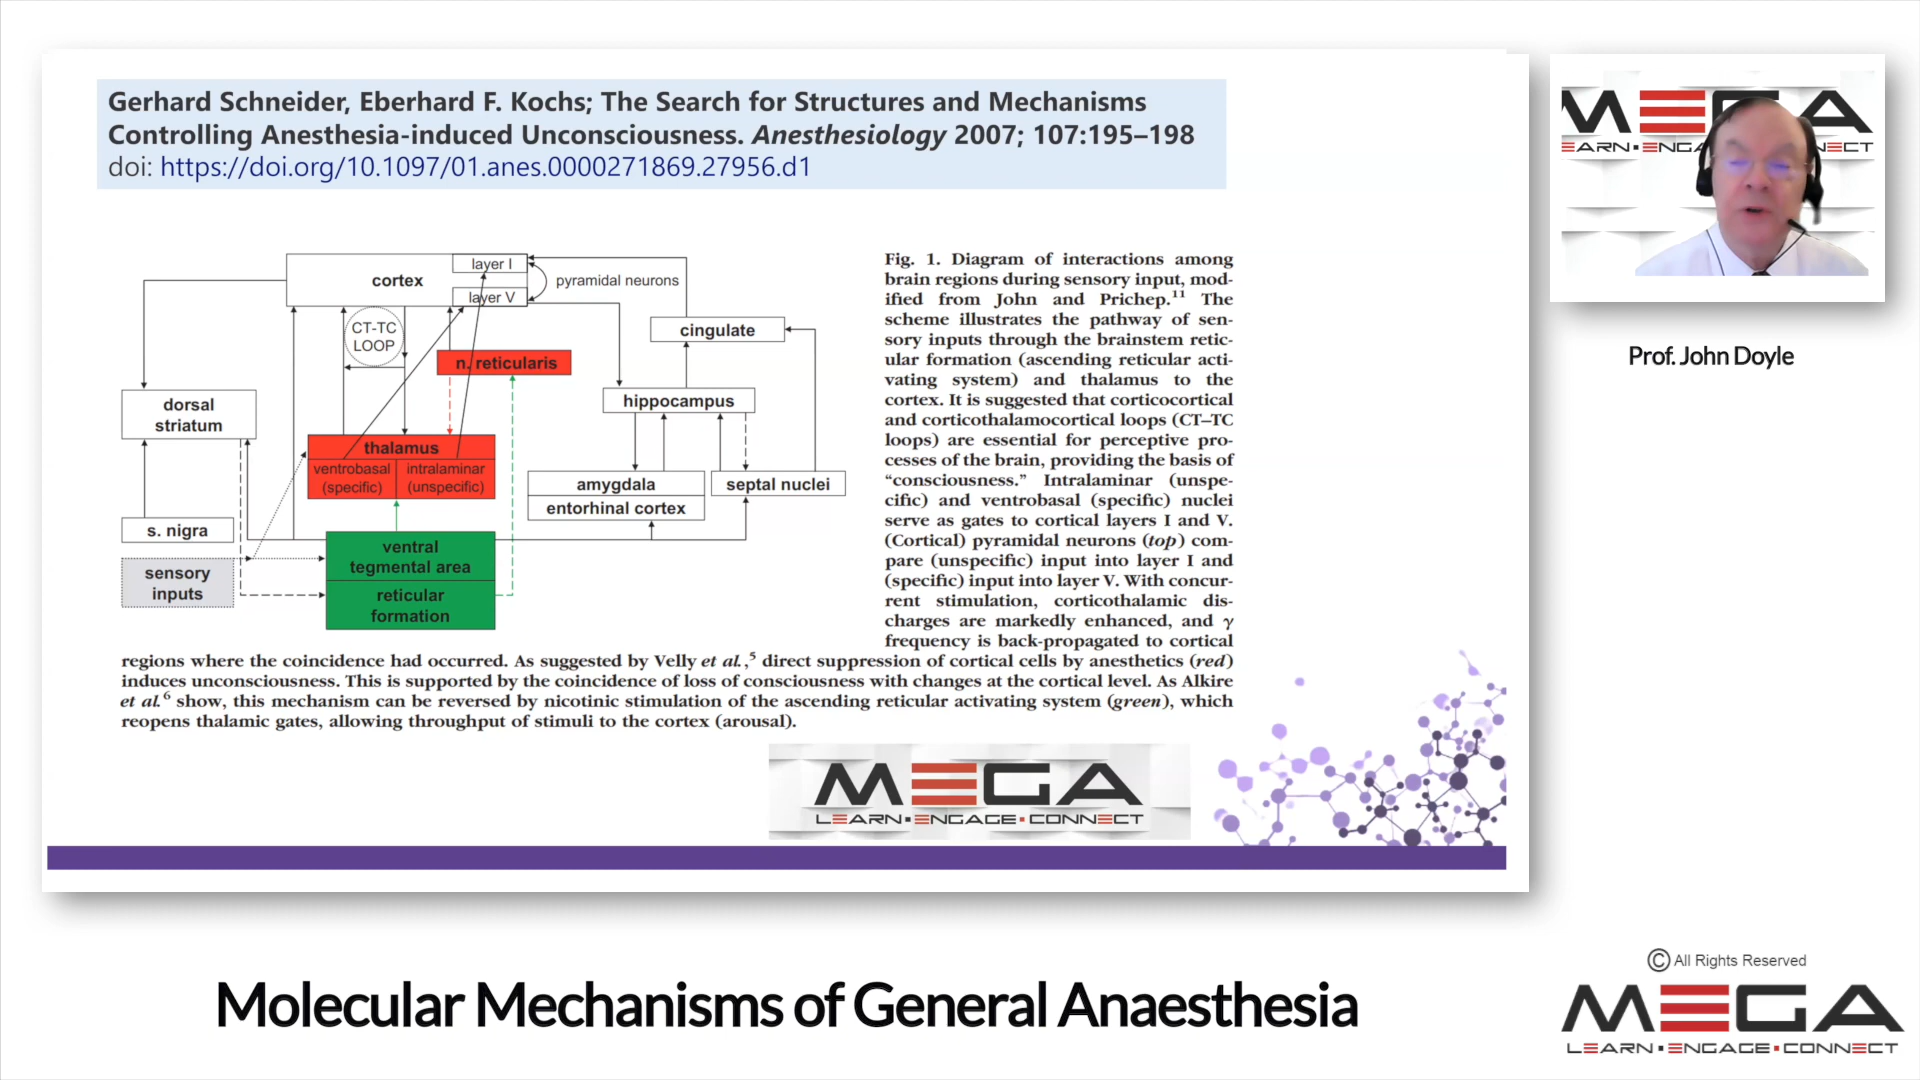 Gerhard Schneider, Eberhard F. Kochs; The Search for Structures and Mechanisms
Controlling Anesthesia-induced Unconsciousness. Anesthesiology 2007; 107:195–198
doi: https://doi.org/10.1097/01.anes.0000271869.27956.d1
cortex
layer I
layer V
pyramidal neurons
CT-TC
LOOP
cingulate
n. reticularis
dorsal
striatum
hippocampus
thalamus
ventrobasal
(specific)
intralaminar
(unspecific)
amygdala
entorhinal cortex
septal nuclei
s. nigra
sensory
inputs
ventral
tegmental area
reticular
formation
Fig. 1. Diagram of interactions among
brain regions during sensory input, mod-
ified from John and Prichep.¹¹ The
scheme illustrates the pathway of sen-
sory inputs through the brainstem retic-
ular formation (ascending reticular acti-
vating system) and thalamus to the
cortex. It is suggested that corticocortical
and corticothalamocortical loops (CT–TC
loops) are essential for perceptive pro-
cesses of the brain, providing the basis of
“consciousness.” Intralaminar (unspe-
cific) and ventrobasal (specific) nuclei
serve as gates to cortical layers I and V.
(Cortical) pyramidal neurons (top) com-
pare (unspecific) input into layer I and
(specific) input into layer V. With concur-
rent stimulation, corticothalamic dis-
charges are markedly enhanced, and γ
frequency is back-propagated to cortical
regions where the coincidence had occurred. As suggested by Velly et al.,⁵ direct suppression of cortical cells by anesthetics (red)
induces unconsciousness. This is supported by the coincidence of loss of consciousness with changes at the cortical level. As Alkire
et al.⁶ show, this mechanism can be reversed by nicotinic stimulation of the ascending reticular activating system (green), which
reopens thalamic gates, allowing throughput of stimuli to the cortex (arousal).
MEGA
LEARN▪ENGAGE▪CONNECT
Prof. John Doyle
Molecular Mechanisms of General Anaesthesia
© All Rights Reserved
MEGA
LEARN▪ENGAGE▪CONNECT